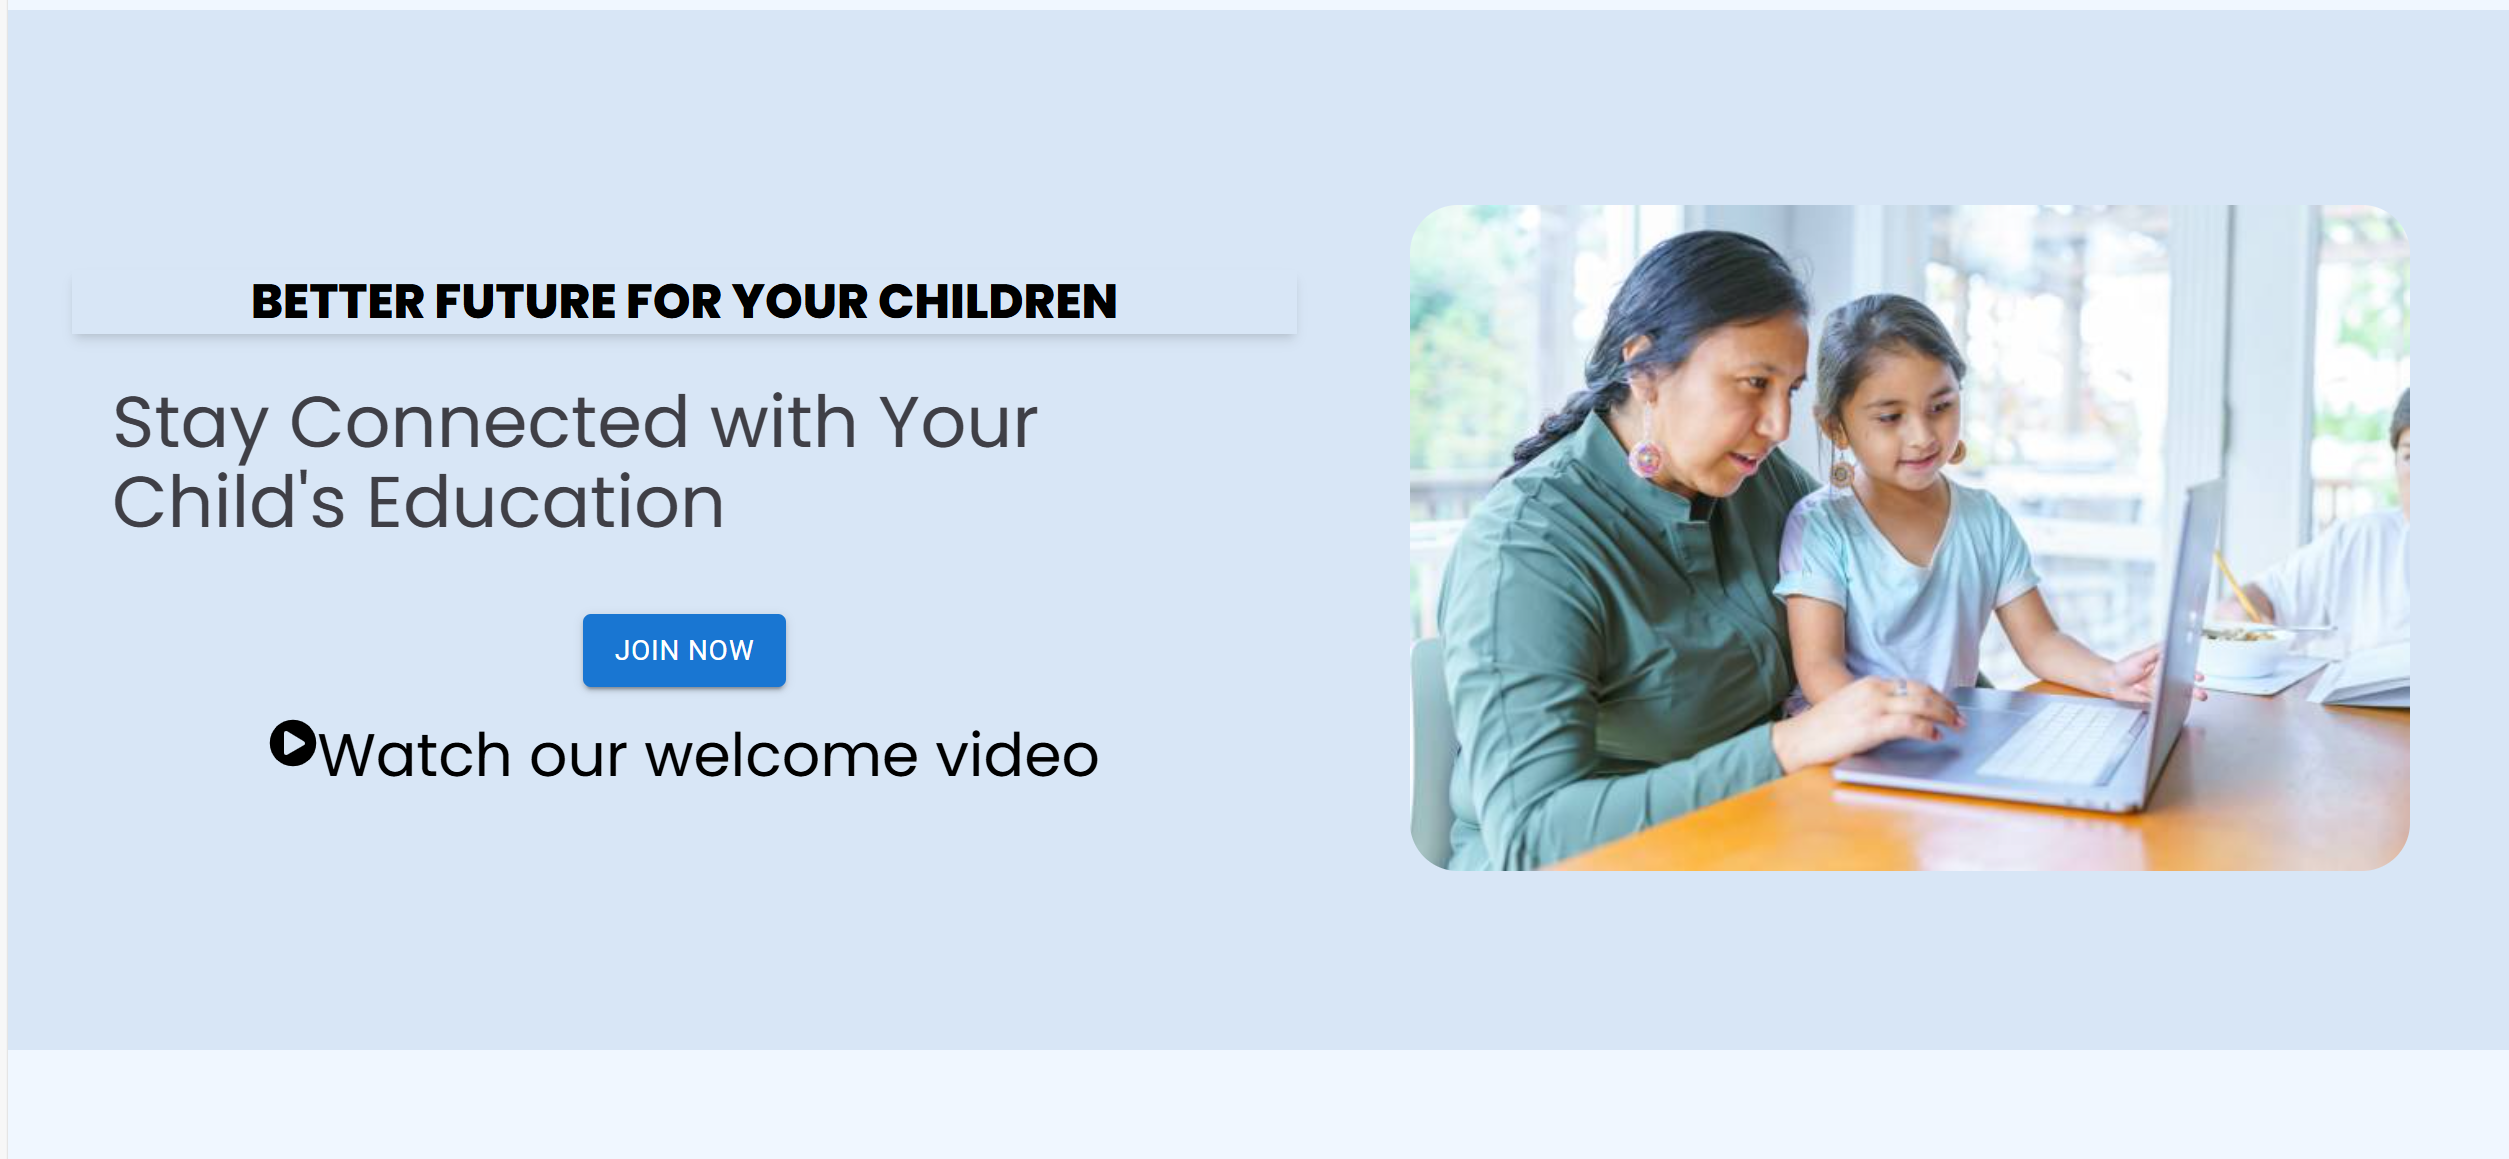 BETTER FUTURE FOR YOUR CHILDREN
Stay Connected with Your
Child's Education
JOIN NOW
Watch our welcome video